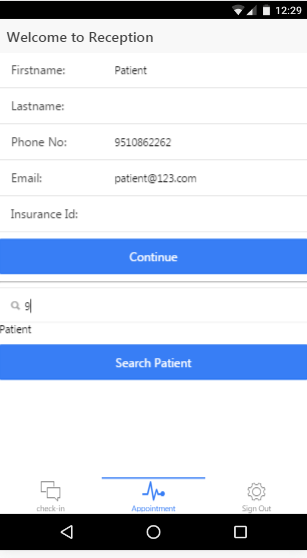 12:29
Welcome to Reception
Firstname: Patient
Lastname:
Phone No: 9510862262
Email: patient@123.com
Insurance Id:
Continue
9
Patient
Search Patient
check-in Appointment Sign Out